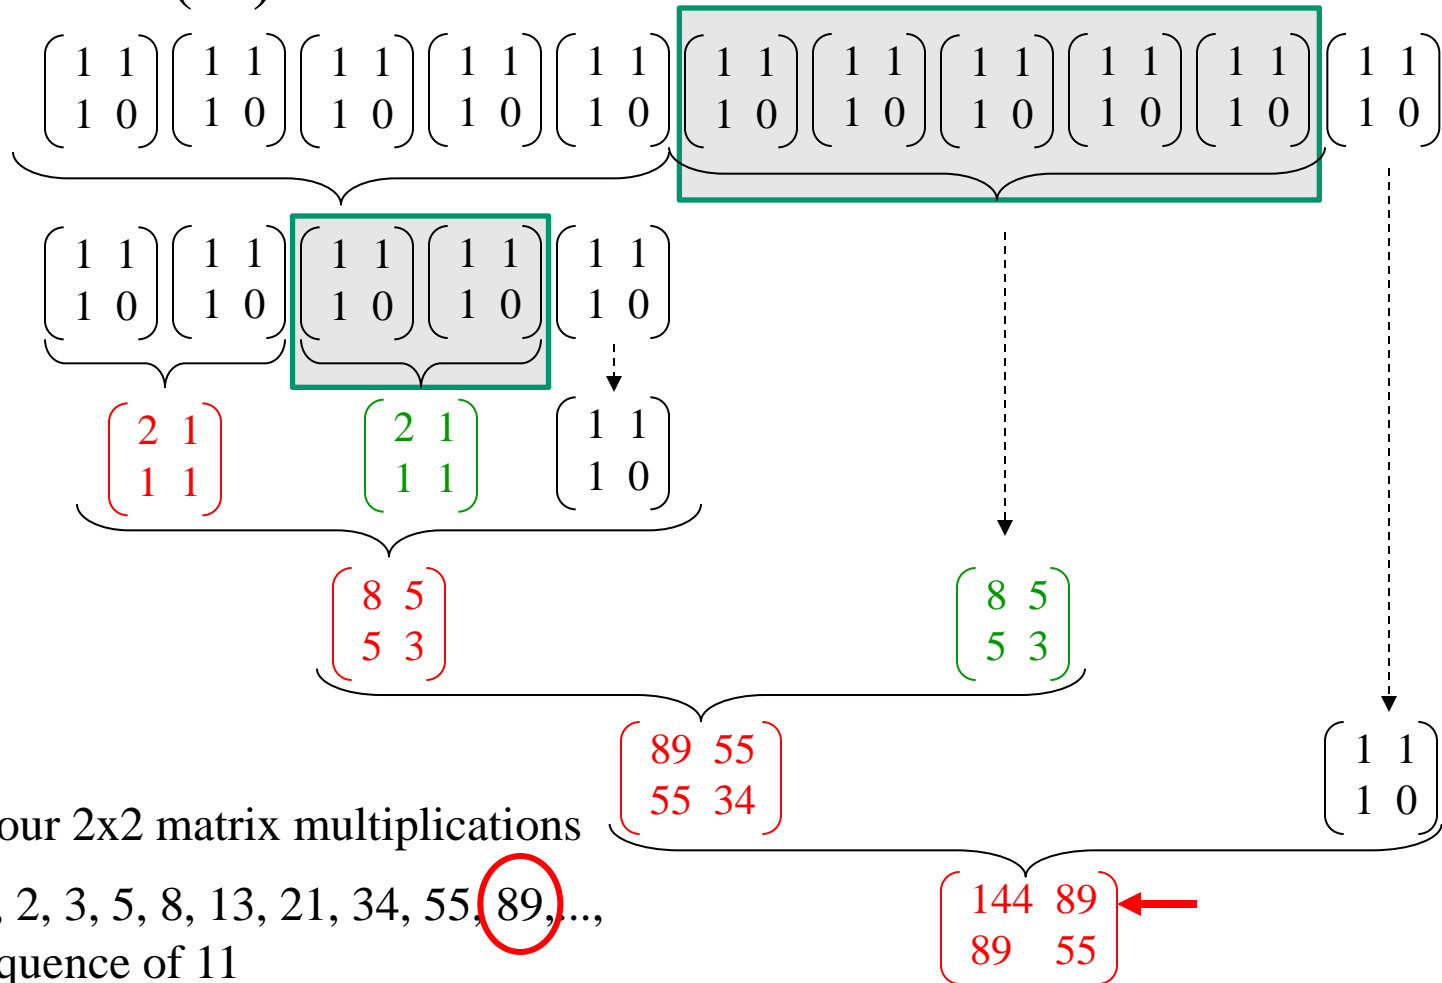 ( )
1 1 1 1 1 1 1 1 1 1 1 1 1 1 1 1 1 1 1 1 1 1
1 0 1 0 1 0 1 0 1 0 1 0 1 0 1 0 1 0 1 0 1 0
1 1 1 1 1 1 1 1 1 1
1 0 1 0 1 0 1 0 1 0
2 1 2 1 1 1
1 1 1 1 1 0
8 5 8 5
5 3 5 3
89 55 1 1
55 34 1 0
our 2x2 matrix multiplications
, 2, 3, 5, 8, 13, 21, 34, 55, 89,...,
quence of 11
144 89
89 55